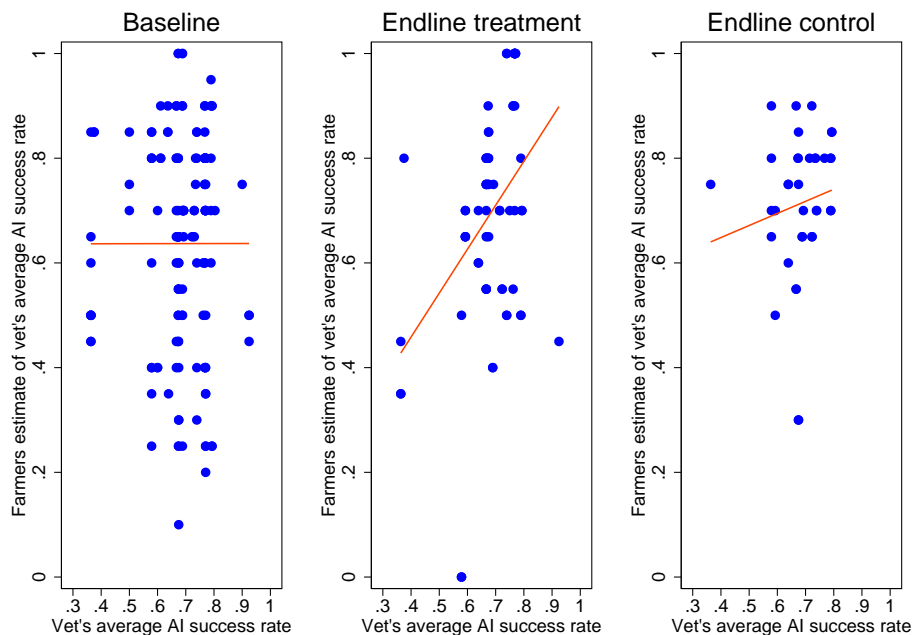 Baseline
Farmers estimate of vet's average AI success rate
1
.8
.6
.4
.2
0
.3 .4 .5 .6 .7 .8 .9 1
Vet's average AI success rate
Endline treatment
Farmers estimate of vet's average AI success rate
1
.8
.6
.4
.2
0
.3 .4 .5 .6 .7 .8 .9 1
Vet's average AI success rate
Endline control
Farmers estimate of vet's average AI success rate
1
.8
.6
.4
.2
0
.3 .4 .5 .6 .7 .8 .9 1
Vet's average AI success rate